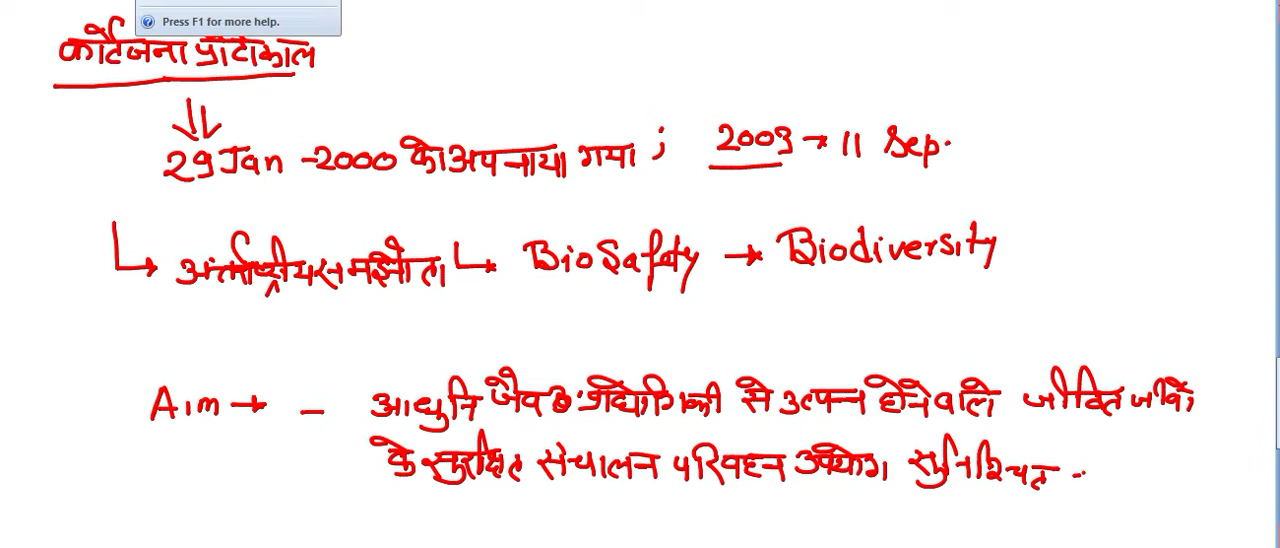 Press F1 for more help.
कार्टेजेना प्रोटोकाल
29 Jan - 2000 को अपनाया गया ; 2003 → 11 Sep.
↳ अंतर्राष्ट्रीय समझौता ↳ BioSafety → Biodiversity
Aim → - आधुनि जैव प्रौद्योगिकी से उत्पन्न होने वाले जीवित जीवों
के सुरक्षित संचालन परिवहन उपयोग सुनिश्चित -